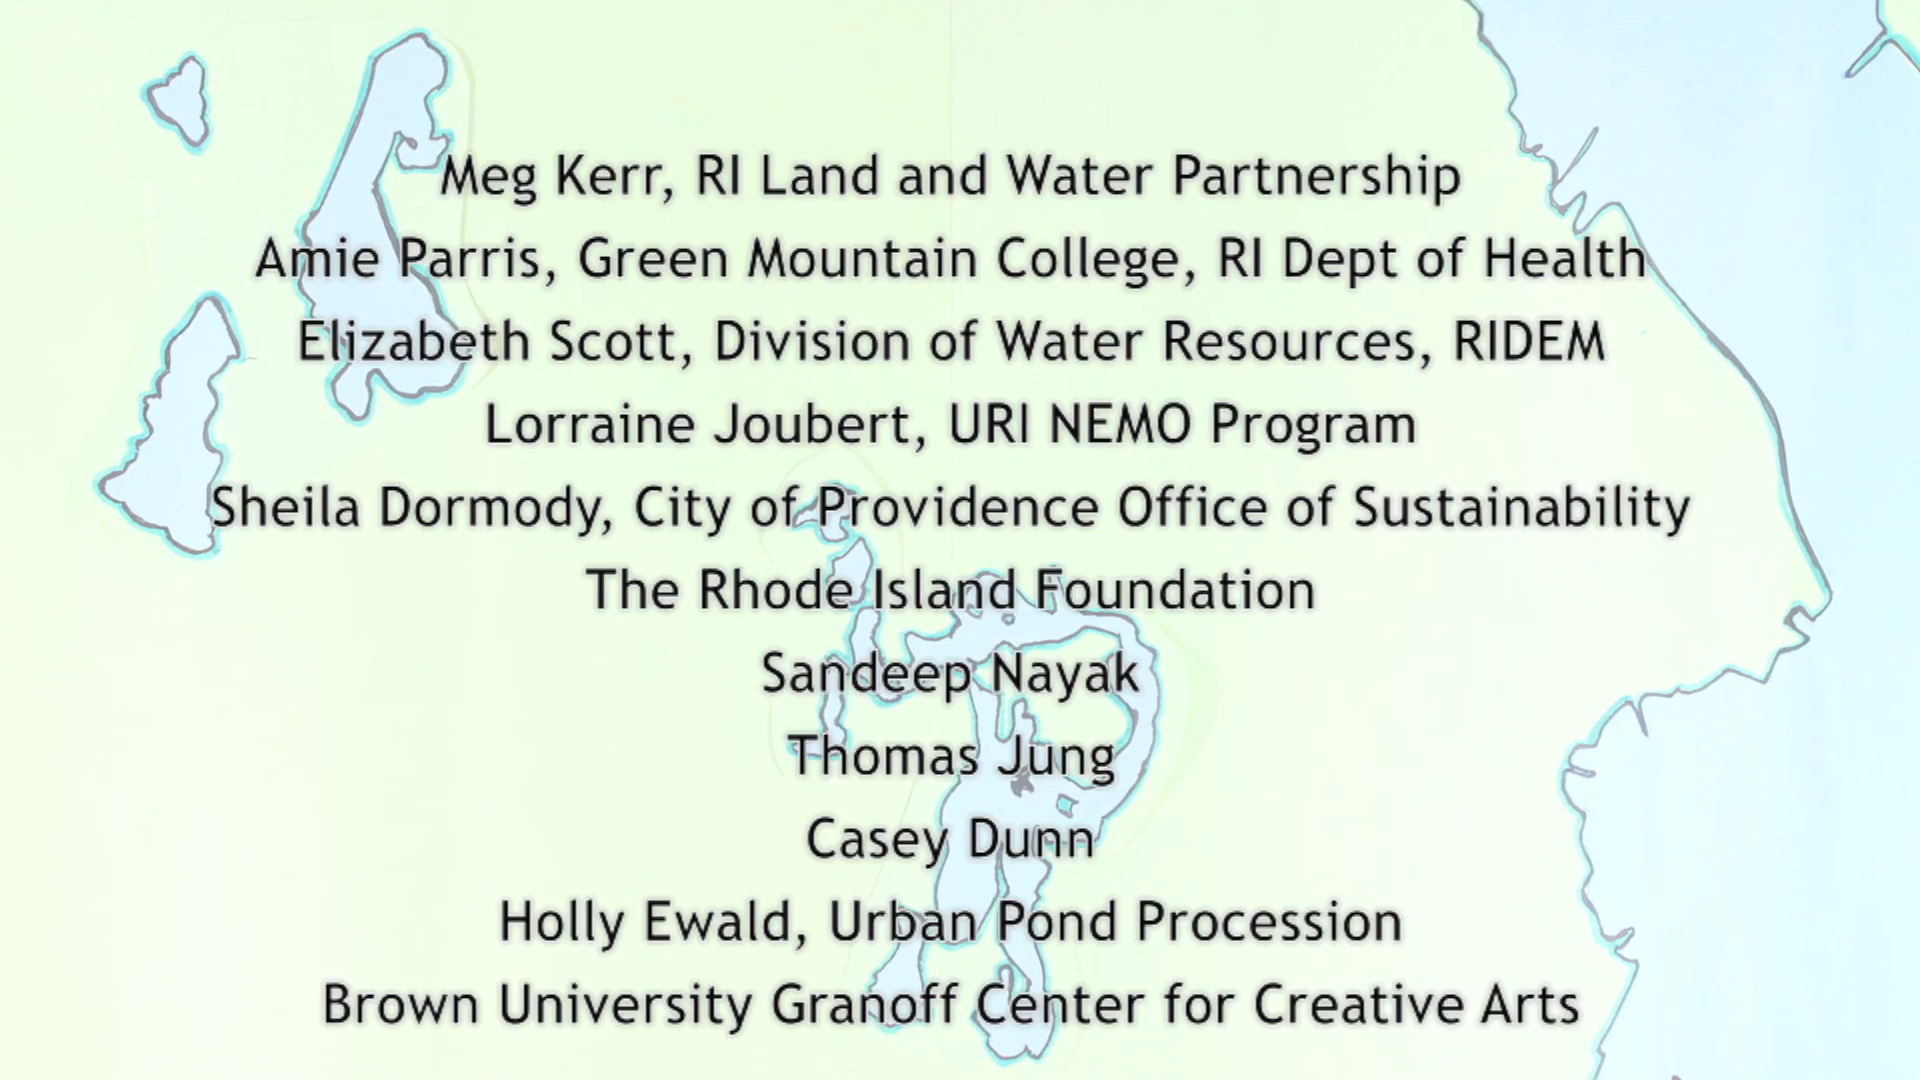 Meg Kerr, RI Land and Water Partnership
Amie Parris, Green Mountain College, RI Dept of Health
Elizabeth Scott, Division of Water Resources, RIDEM
Lorraine Joubert, URI NEMO Program
Sheila Dormody, City of Providence Office of Sustainability
The Rhode Island Foundation
Sandeep Nayak
Thomas Jung
Casey Dunn
Holly Ewald, Urban Pond Procession
Brown University Granoff Center for Creative Arts